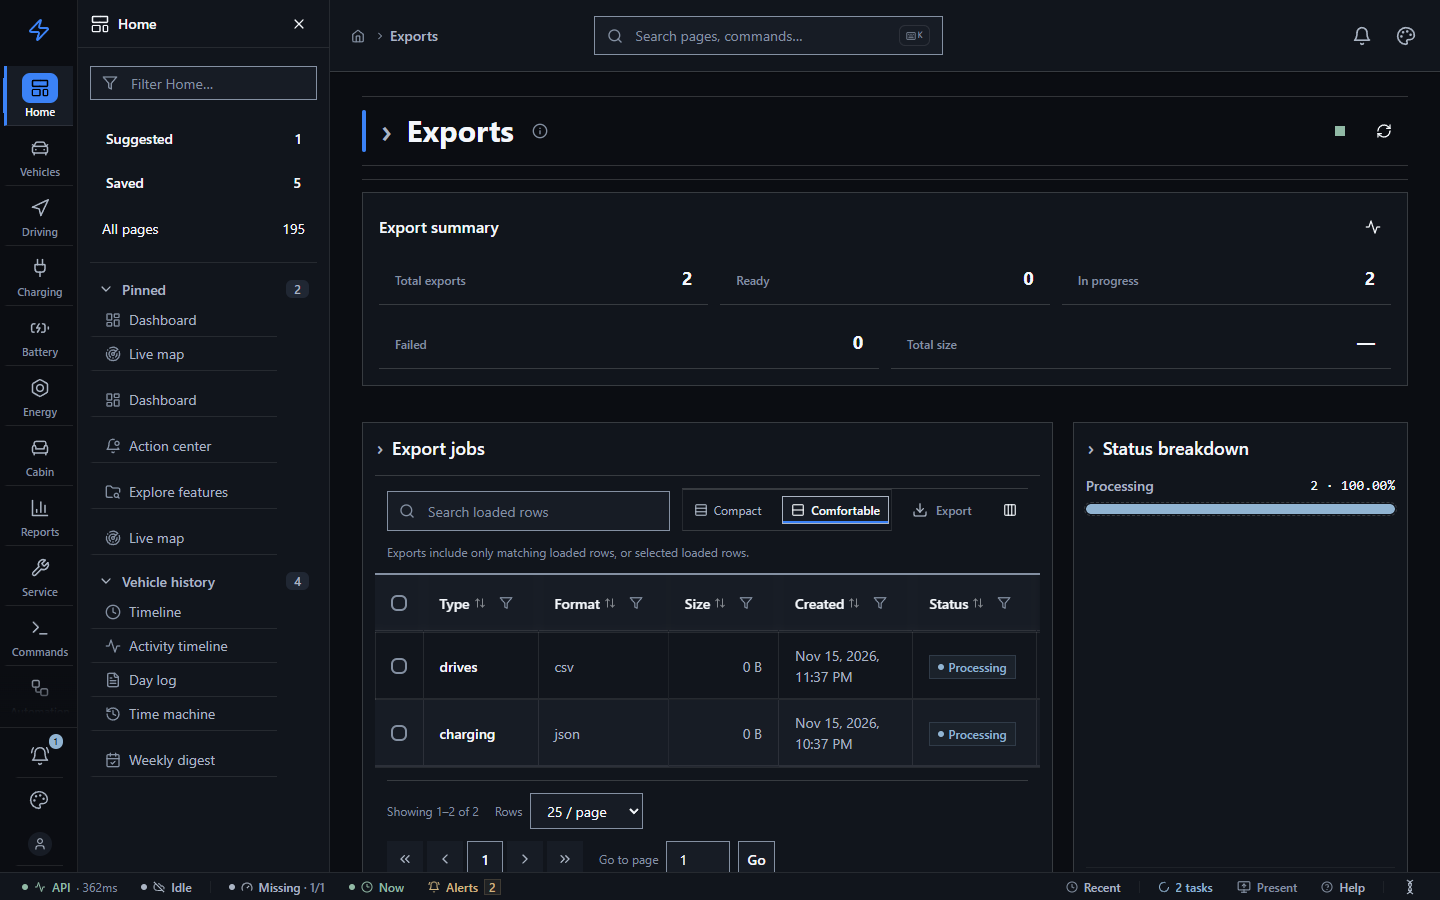 Home
Vehicles
Driving
Charging
Battery
Energy
Cabin
Reports
Service
Commands
1
Home
Filter Home...
Suggested 1
Saved 5
All pages 195
Pinned 2
Dashboard
Live map
Dashboard
Action center
Explore features
Live map
Vehicle history 4
Timeline
Activity timeline
Day log
Time machine
Weekly digest
Exports
Search pages, commands...
K
Exports
Export summary
Total exports 2
Ready 0
In progress 2
Failed 0
Total size —
Export jobs
Search loaded rows
Compact
Comfortable
Export
Exports include only matching loaded rows, or selected loaded rows.
Type Format Size Created Status
drives csv 0 B Nov 15, 2026, 11:37 PM Processing
charging json 0 B Nov 15, 2026, 10:37 PM Processing
Showing 1–2 of 2 Rows 25 / page
« ‹ 1 › » Go to page 1 Go
Status breakdown
Processing 2 · 100.00%
API · 362ms
Idle
Missing · 1/1
Now
Alerts 2
Recent
2 tasks
Present
Help